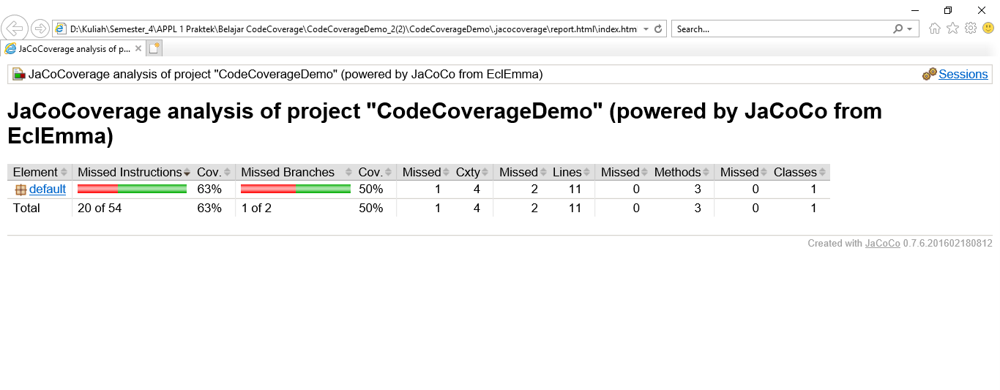 D:\Kuliah\Semester_4\APPL 1 Praktek\Belajar CodeCoverage\CodeCoverageDemo_2(2)\CodeCoverageDemo\.jacocoverage\report.html\index.htm
Search...
JaCoCoverage analysis of p...
JaCoCoverage analysis of project "CodeCoverageDemo" (powered by JaCoCo from EclEmma)
Sessions
JaCoCoverage analysis of project "CodeCoverageDemo" (powered by JaCoCo from
EclEmma)
Element Missed Instructions Cov. Missed Branches Cov. Missed Cxty Missed Lines Missed Methods Missed Classes
default 63% 50% 1 4 2 11 0 3 0 1
Total 20 of 54 63% 1 of 2 50% 1 4 2 11 0 3 0 1
Created with JaCoCo 0.7.6.201602180812